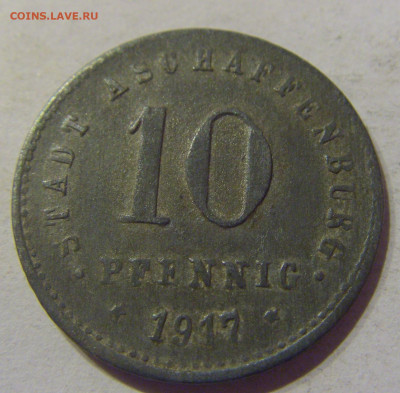 COINS.LAVE.RU
· STADT ASCHAFFENBURG ·
10
PFENNIG
* 1917 *